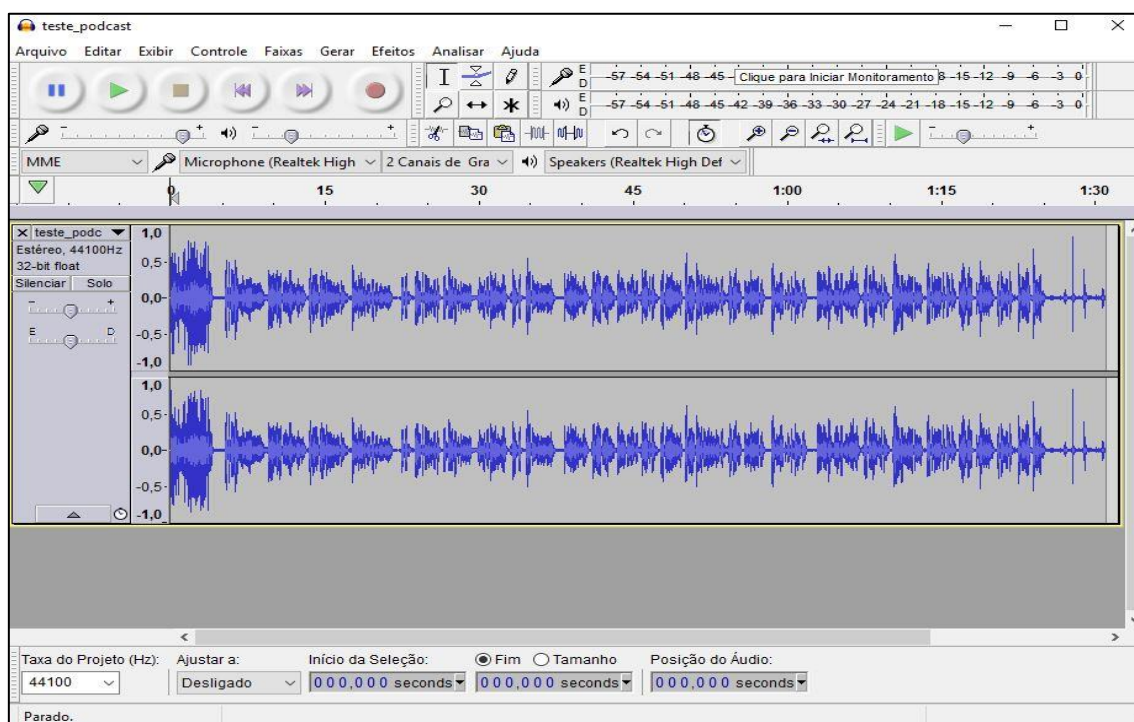 teste_podcast
Arquivo Editar Exibir Controle Faixas Gerar Efeitos Analisar Ajuda
E D -57 -54 -51 -48 -45 - Clique para Iniciar Monitoramento 8 -15 -12 -9 -6 -3 0
E D -57 -54 -51 -48 -45 -42 -39 -36 -33 -30 -27 -24 -21 -18 -15 -12 -9 -6 -3 0
MME Microphone (Realtek High 2 Canais de Gra Speakers (Realtek High Def
0 15 30 45 1:00 1:15 1:30
teste_podc 1,0
Estéreo, 44100Hz
32-bit float 0,5
Silenciar Solo
- + 0,0
E D -0,5
-1,0
1,0
0,5
0,0
-0,5
-1,0
Taxa do Projeto (Hz): Ajustar a: Início da Seleção: Fim Tamanho Posição do Áudio:
44100 Desligado 000,000 seconds 000,000 seconds 000,000 seconds
Parado.